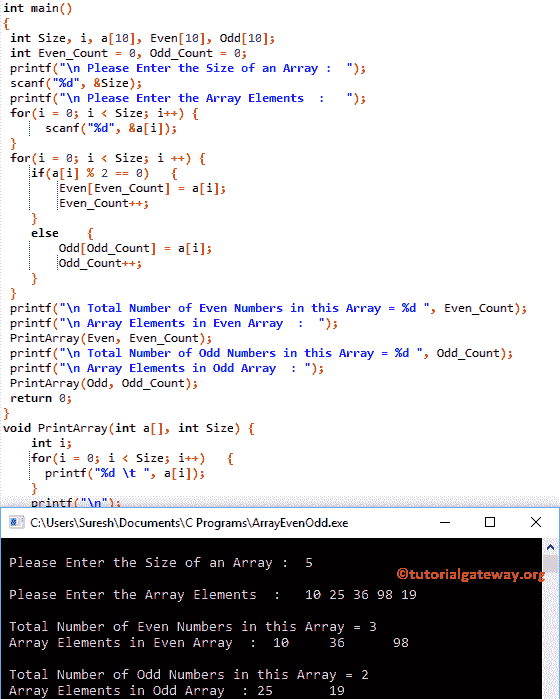 int main()
{
int Size, i, a[10], Even[10], Odd[10];
int Even_Count = 0, Odd_Count = 0;
printf("\n Please Enter the Size of an Array :  ");
scanf("%d", &Size);
printf("\n Please Enter the Array Elements  :   ");
for(i = 0; i < Size; i++) {
scanf("%d", &a[i]);
}
for(i = 0; i < Size; i ++) {
if(a[i] % 2 == 0)   {
Even[Even_Count] = a[i];
Even_Count++;
}
else    {
Odd[Odd_Count] = a[i];
Odd_Count++;
}
}
printf("\n Total Number of Even Numbers in this Array = %d ", Even_Count);
printf("\n Array Elements in Even Array  :  ");
PrintArray(Even, Even_Count);
printf("\n Total Number of Odd Numbers in this Array = %d ", Odd_Count);
printf("\n Array Elements in Odd Array  : ");
PrintArray(Odd, Odd_Count);
return 0;
}
void PrintArray(int a[], int Size) {
int i;
for(i = 0; i < Size; i++)   {
printf("%d \t ", a[i]);
}
printf("\n");
C:\Users\Suresh\Documents\C Programs\ArrayEvenOdd.exe
Please Enter the Size of an Array :  5
©tutorialgateway.org
Please Enter the Array Elements  :   10 25 36 98 19
Total Number of Even Numbers in this Array = 3
Array Elements in Even Array  :  10     36      98
Total Number of Odd Numbers in this Array = 2
Array Elements in Odd Array  : 25       19